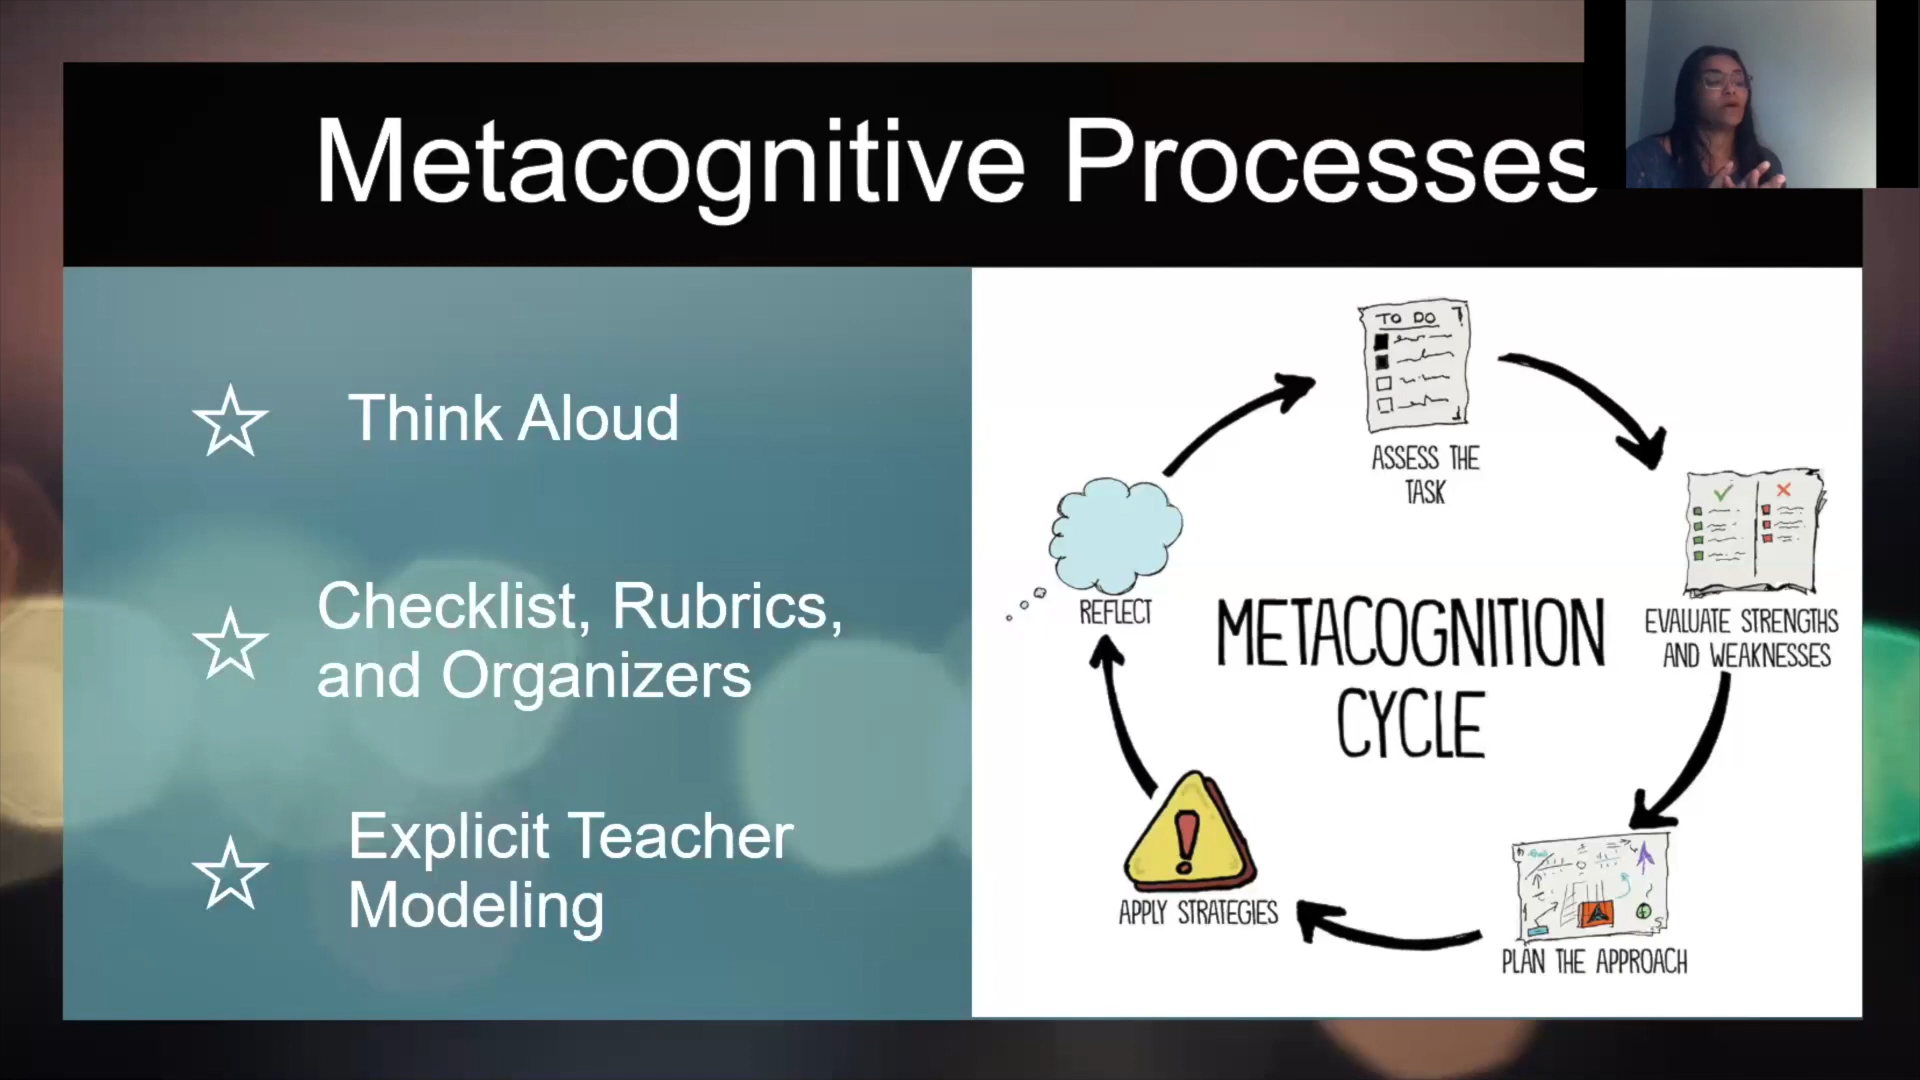 Metacognitive Processes
Think Aloud
Checklist, Rubrics,
and Organizers
Explicit Teacher
Modeling
TO DO
ASSESS THE
TASK
EVALUATE STRENGTHS
AND WEAKNESSES
PLAN THE APPROACH
APPLY STRATEGIES
REFLECT
METACOGNITION
CYCLE